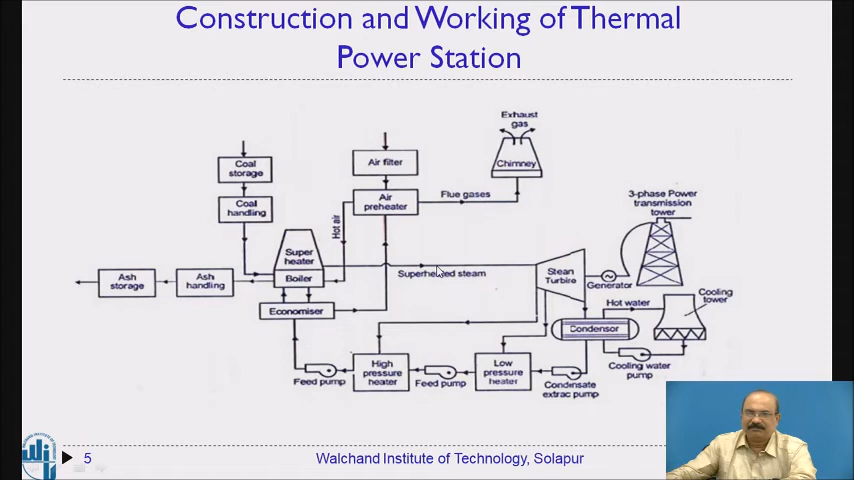 Construction and Working of Thermal
Power Station
Exhaust
gas
Coal
storage
Air filter
Chimney
Coal
handling
Air
preheater
Flue gases
3-phase Power
transmission
tower
Hot air
Super
heater
Boiler
Superheated steam
Stean
Turbine
Generator
Ash
storage
Ash
handling
Economiser
Hot water
Cooling
tower
Condensor
High
pressure
heater
Low
pressure
heater
Feed pump
Feed pump
Condensate
extrac pump
Cooling water
pump
5
Walchand Institute of Technology, Solapur